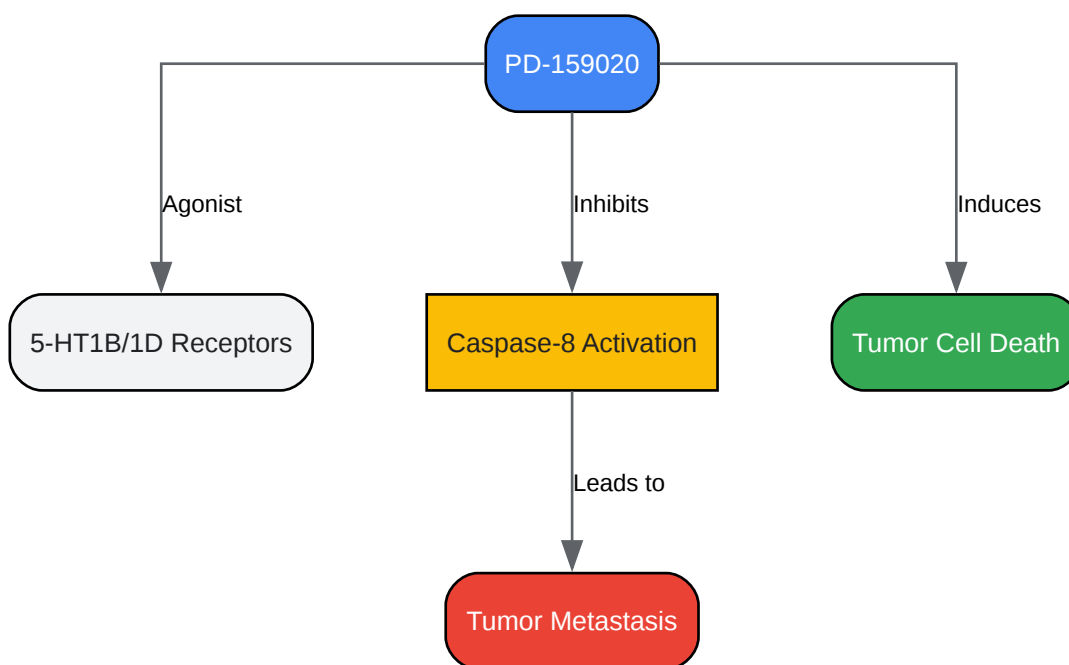 PD-159020
Agonist
Inhibits
Induces
5-HT1B/1D Receptors
Caspase-8 Activation
Tumor Cell Death
Leads to
Tumor Metastasis